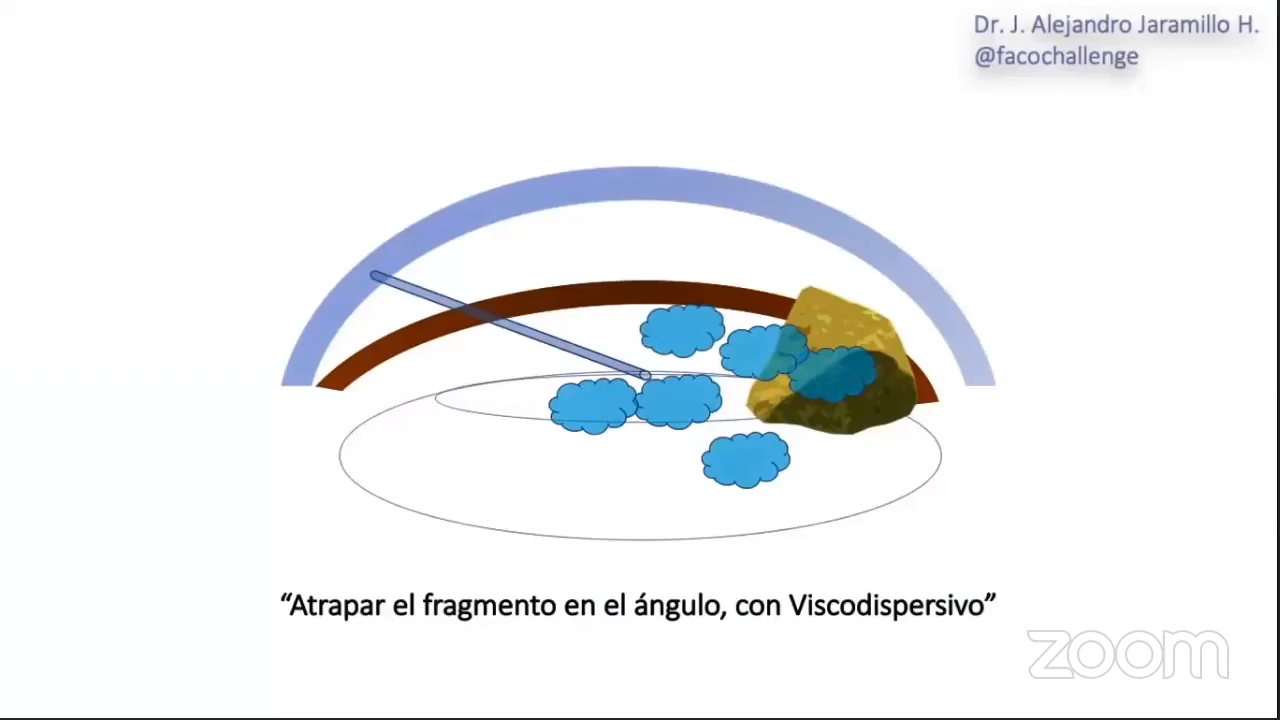 Dr. J. Alejandro Jaramillo H.
@facochallenge
“Atrapar el fragmento en el ángulo, con Viscodispersivo”
zoom